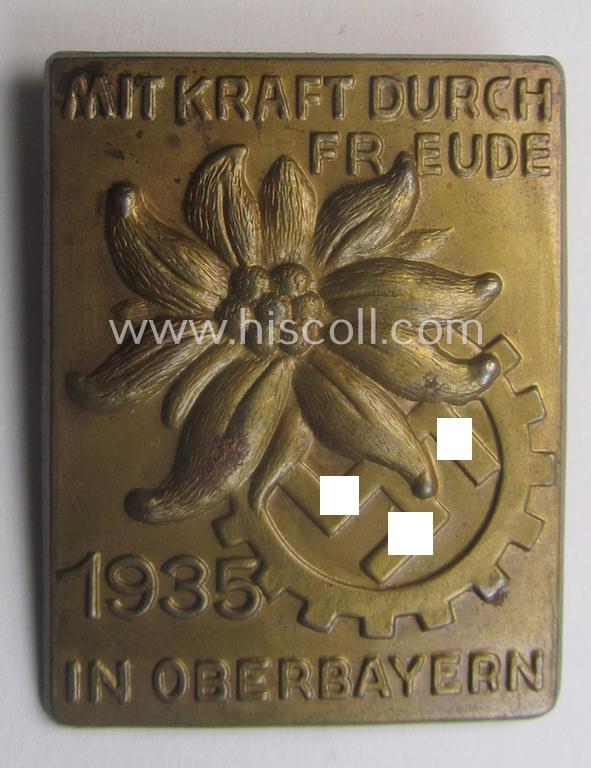 MIT KRAFT DURCH
FR EUDE
www.hiscoll.com
1935
IN OBERBAYERN